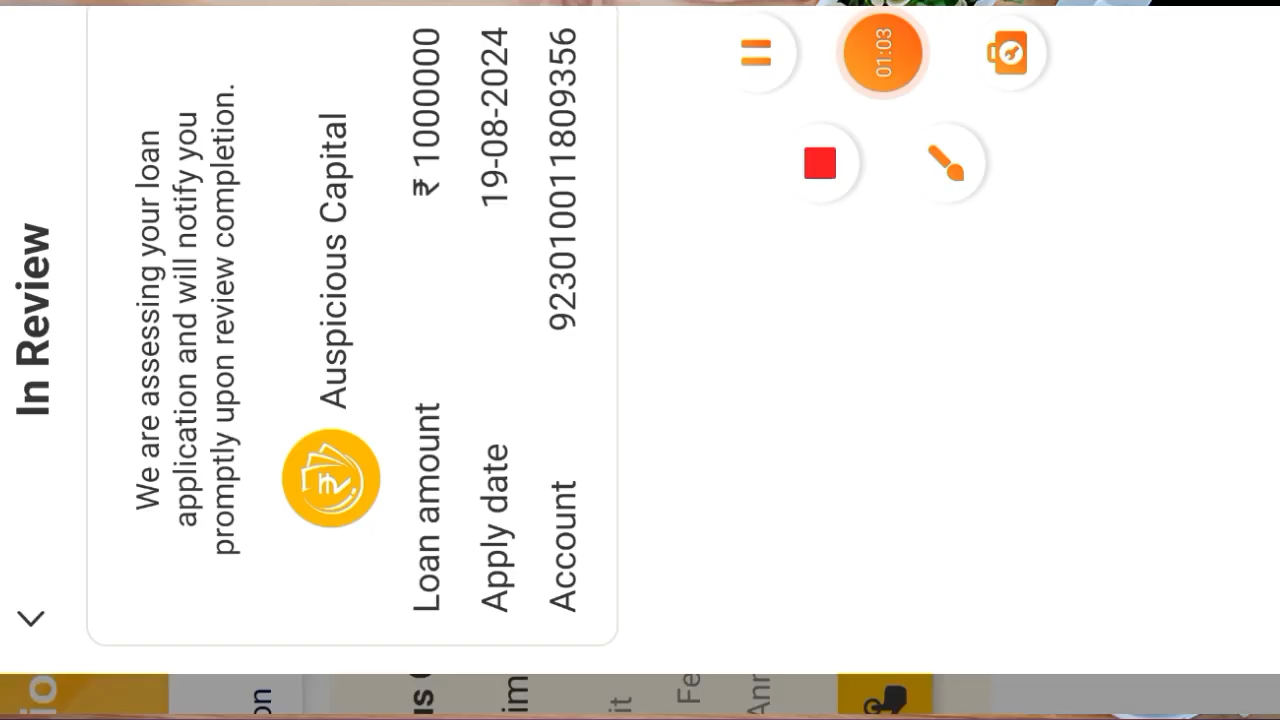 In Review
We are assessing your loan
application and will notify you
promptly upon review completion.
Auspicious Capital
Loan amount ₹ 1000000
Apply date 19-08-2024
Account 923010011809356
01:03